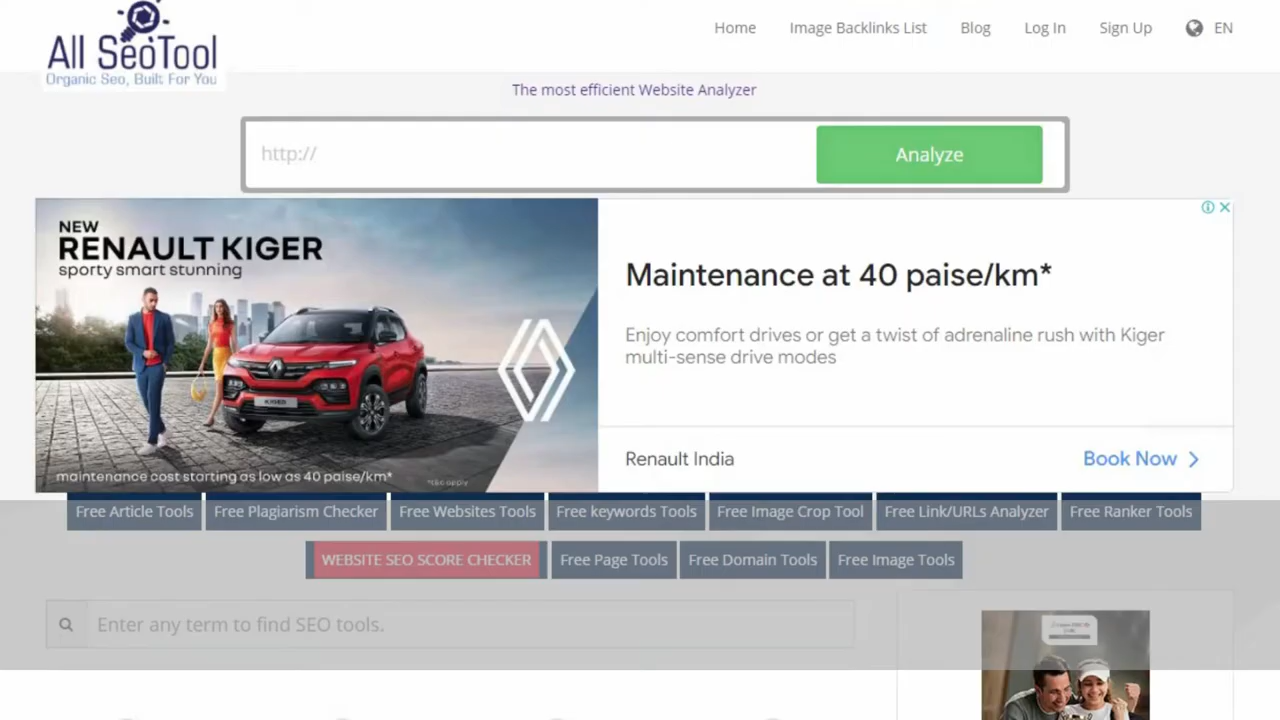 All SeoTool
Organic Seo, Built For You
Home
Image Backlinks List
Blog
Log In
Sign Up
EN
The most efficient Website Analyzer
http://
Analyze
NEW
RENAULT KIGER
sporty smart stunning
KIGER
maintenance cost starting as low as 40 paise/km*
*t&c apply
Maintenance at 40 paise/km*
Enjoy comfort drives or get a twist of adrenaline rush with Kiger
multi-sense drive modes
Renault India
Book Now
Free Article Tools
Free Plagiarism Checker
Free Websites Tools
Free keywords Tools
Free Image Crop Tool
Free Link/URLs Analyzer
Free Ranker Tools
WEBSITE SEO SCORE CHECKER
Free Page Tools
Free Domain Tools
Free Image Tools
Enter any term to find SEO tools.